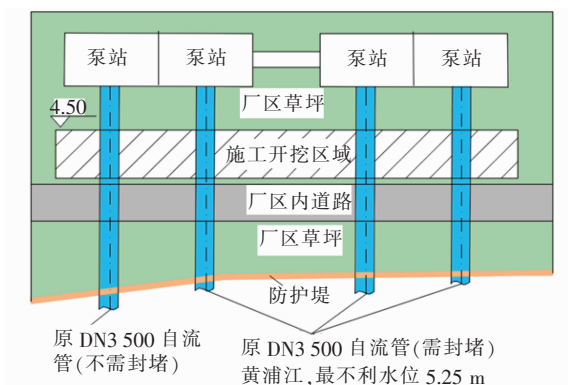 泵站 泵站 泵站 泵站
厂区草坪
4.50
施工开挖区域
厂区内道路
厂区草坪
防护堤
原 DN3 500 自流
管(不需封堵)
原 DN3 500 自流管(需封堵)
黄浦江,最不利水位 5.25 m